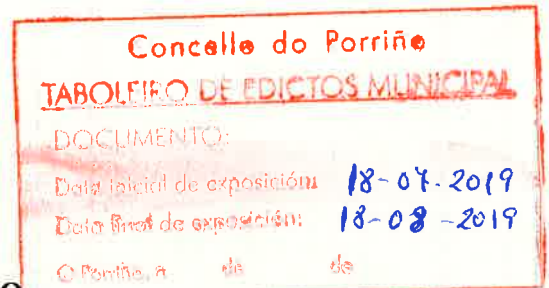 Concello do Porriño
TABOLEIRO DE EDICTOS MUNICIPAL
DOCUMENTO:
Data inicial de exposición: 18-07-2019
Data final de exposición: 18-08-2019
O Porriño, a de de